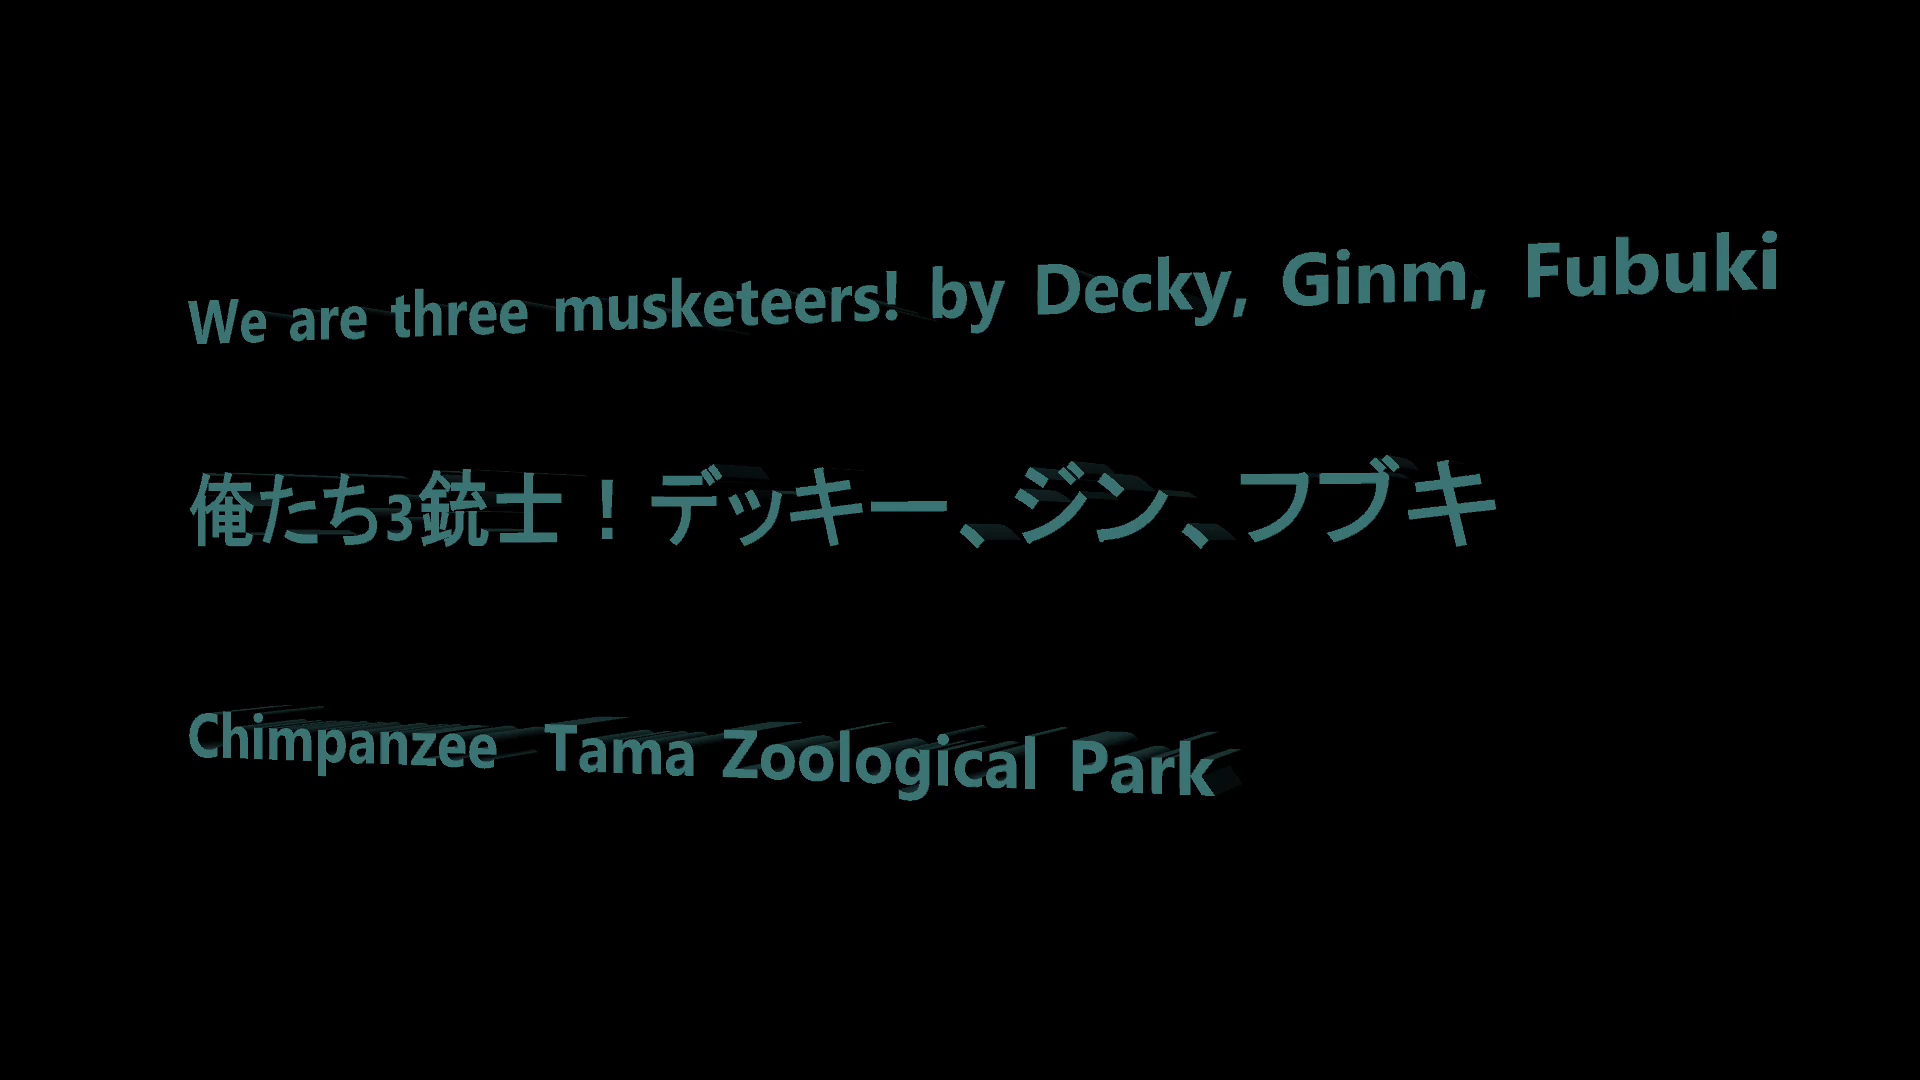 We are three musketeers! by Decky, Ginm, Fubuki
俺たち3銃士！デッキー、ジン、フブキ
Chimpanzee　Tama Zoological Park